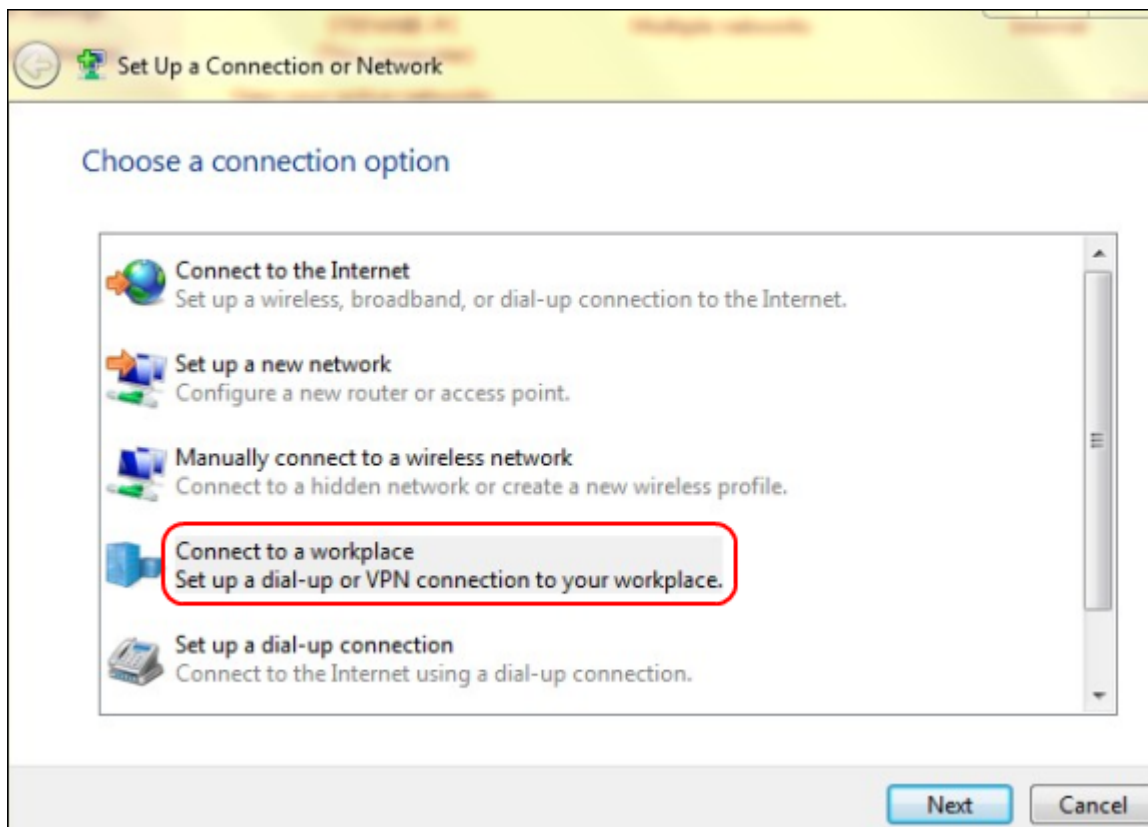 Set Up a Connection or Network
Choose a connection option
Connect to the Internet
Set up a wireless, broadband, or dial-up connection to the Internet.
Set up a new network
Configure a new router or access point.
Manually connect to a wireless network
Connect to a hidden network or create a new wireless profile.
Connect to a workplace
Set up a dial-up or VPN connection to your workplace.
Set up a dial-up connection
Connect to the Internet using a dial-up connection.
Next
Cancel